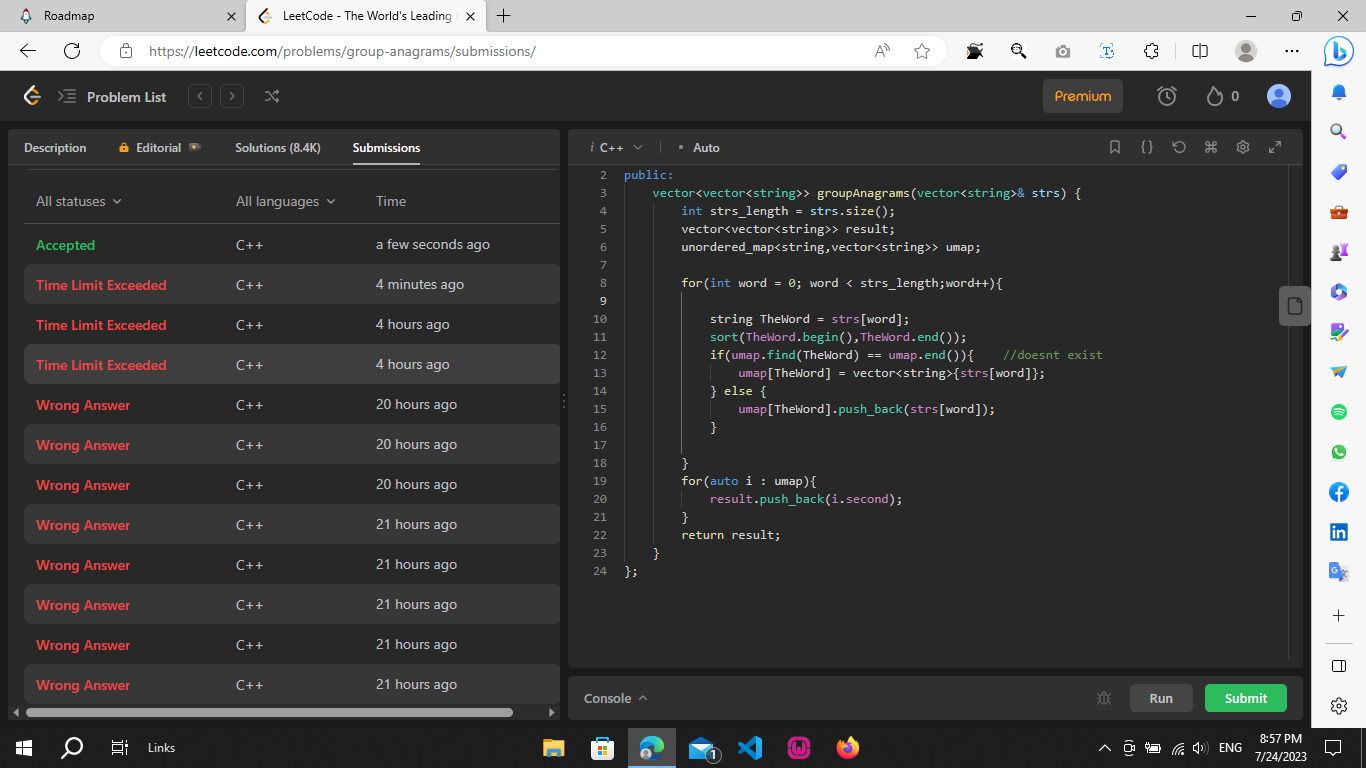 Roadmap
LeetCode - The World's Leading
https://leetcode.com/problems/group-anagrams/submissions/
Problem List
Premium
0
Description
Editorial
Solutions (8.4K)
Submissions
All statuses
All languages
Time
Accepted C++ a few seconds ago
Time Limit Exceeded C++ 4 minutes ago
Time Limit Exceeded C++ 4 hours ago
Time Limit Exceeded C++ 4 hours ago
Wrong Answer C++ 20 hours ago
Wrong Answer C++ 20 hours ago
Wrong Answer C++ 20 hours ago
Wrong Answer C++ 21 hours ago
Wrong Answer C++ 21 hours ago
Wrong Answer C++ 21 hours ago
Wrong Answer C++ 21 hours ago
Wrong Answer C++ 21 hours ago
i C++ • Auto
2 public:
3 vector<vector<string>> groupAnagrams(vector<string>& strs) {
4 int strs_length = strs.size();
5 vector<vector<string>> result;
6 unordered_map<string,vector<string>> umap;
7
8 for(int word = 0; word < strs_length;word++){
9
10 string TheWord = strs[word];
11 sort(TheWord.begin(),TheWord.end());
12 if(umap.find(TheWord) == umap.end()){ //doesnt exist
13 umap[TheWord] = vector<string>{strs[word]};
14 } else {
15 umap[TheWord].push_back(strs[word]);
16 }
17
18 }
19 for(auto i : umap){
20 result.push_back(i.second);
21 }
22 return result;
23 }
24 };
Console
Run
Submit
Links
1
ENG
8:57 PM
7/24/2023